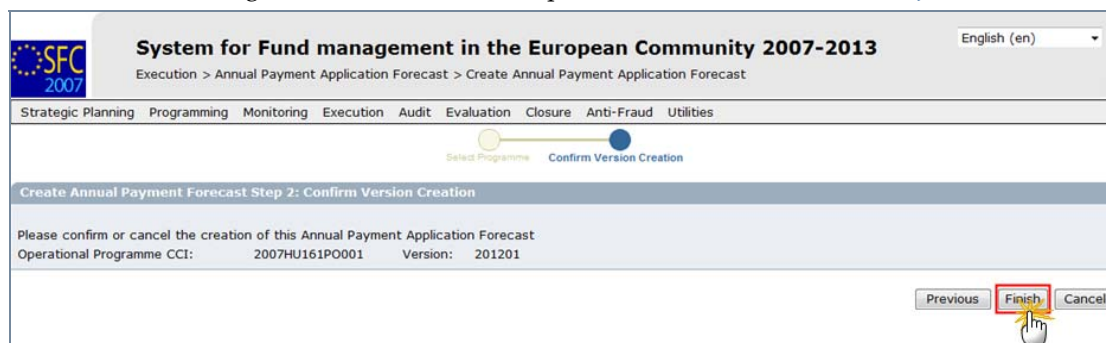 SFC
2007
System for Fund management in the European Community 2007-2013
English (en)
Execution > Annual Payment Application Forecast > Create Annual Payment Application Forecast
Strategic Planning Programming Monitoring Execution Audit Evaluation Closure Anti-Fraud Utilities
Select Programme Confirm Version Creation
Create Annual Payment Forecast Step 2: Confirm Version Creation
Please confirm or cancel the creation of this Annual Payment Application Forecast
Operational Programme CCI: 2007HU161PO001 Version: 201201
Previous Finish Cancel